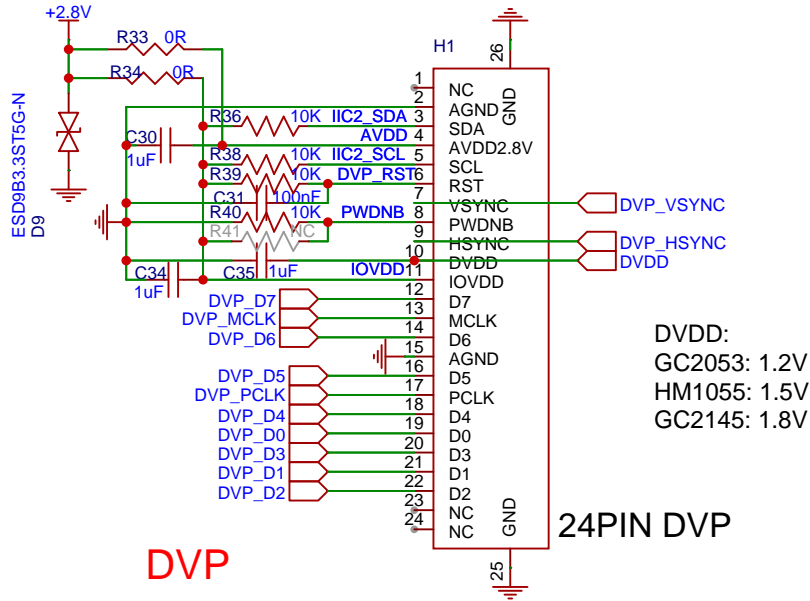 +2.8V
R33 0R
R34 0R
ESD9B3.3ST5G-N
D9
C30
1uF
R36 10K IIC2_SDA
AVDD
R38 10K IIC2_SCL
R39 10K DVP_RST
C31 100nF
R40 10K PWDNB
R41 NC
C35 1uF
C34
1uF
IOVDD
H1
26
GND
1 NC
2 AGND
3 SDA
4 AVDD2.8V
5 SCL
6 RST
7 VSYNC
8 PWDNB
9 HSYNC
10 DVDD
11 IOVDD
12 D7
13 MCLK
14 D6
15 AGND
16 D5
17 PCLK
18 D4
19 D0
20 D3
21 D1
22 D2
23 NC
24 NC
GND
25
DVP_VSYNC
DVP_HSYNC
DVDD
DVP_D7
DVP_MCLK
DVP_D6
DVP_D5
DVP_PCLK
DVP_D4
DVP_D0
DVP_D3
DVP_D1
DVP_D2
DVDD:
GC2053: 1.2V
HM1055: 1.5V
GC2145: 1.8V
24PIN DVP
DVP